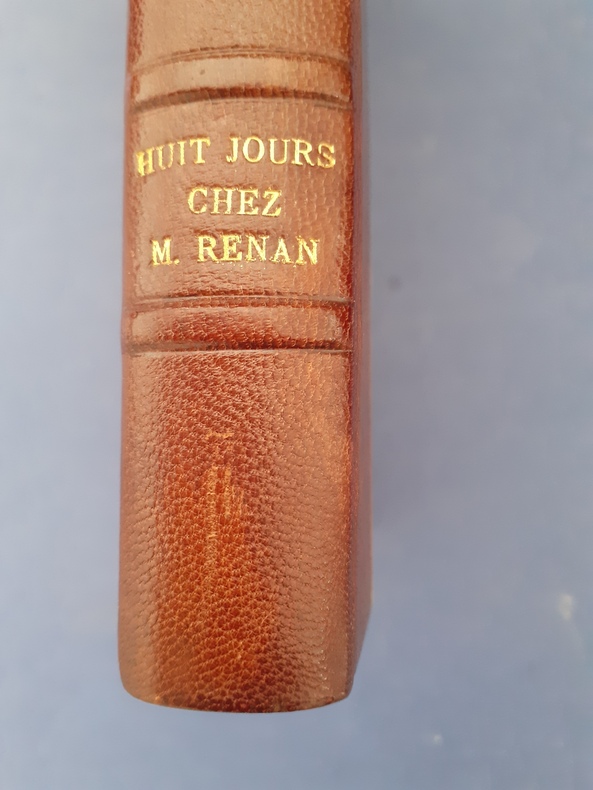 HUIT JOURS
CHEZ
M. RENAN